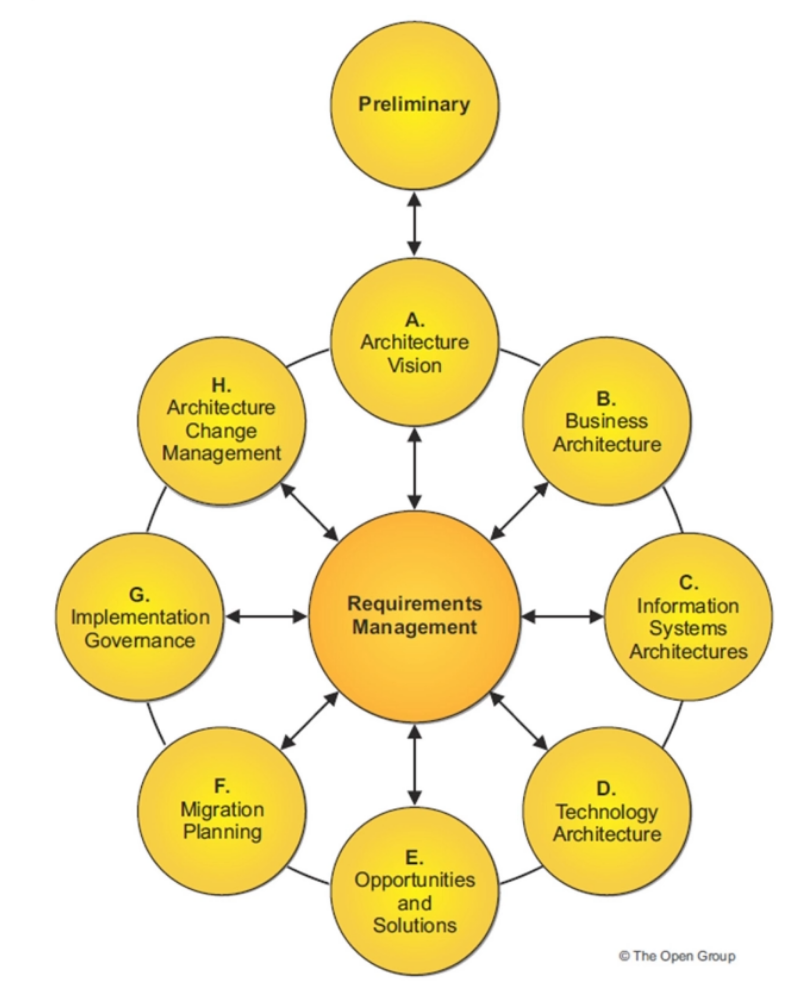 Preliminary
A.
Architecture
Vision
B.
Business
Architecture
C.
Information
Systems
Architectures
D.
Technology
Architecture
E.
Opportunities
and
Solutions
F.
Migration
Planning
G.
Implementation
Governance
H.
Architecture
Change
Management
Requirements
Management
© The Open Group